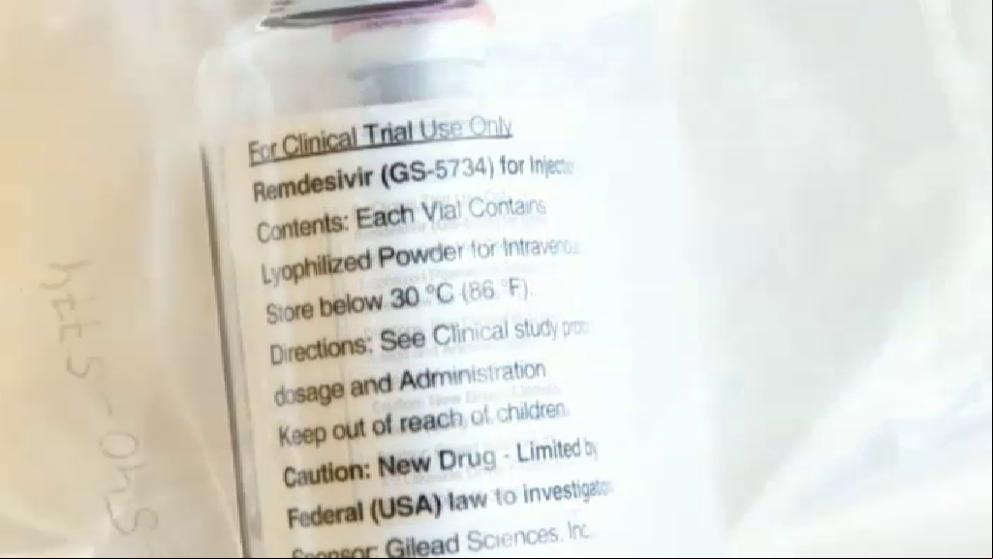 For Clinical Trial Use Only
Remdesivir (GS-5734) for
Contents: Each Vial Contains
Lyophilized Powder for
Store below 30 °C (86 °F).
Directions: See Clinical study
dosage and Administration
Keep out of reach of children.
Caution: New Drug - Limited by
Federal (USA) law to
Sponsor: Gilead Sciences, Inc.